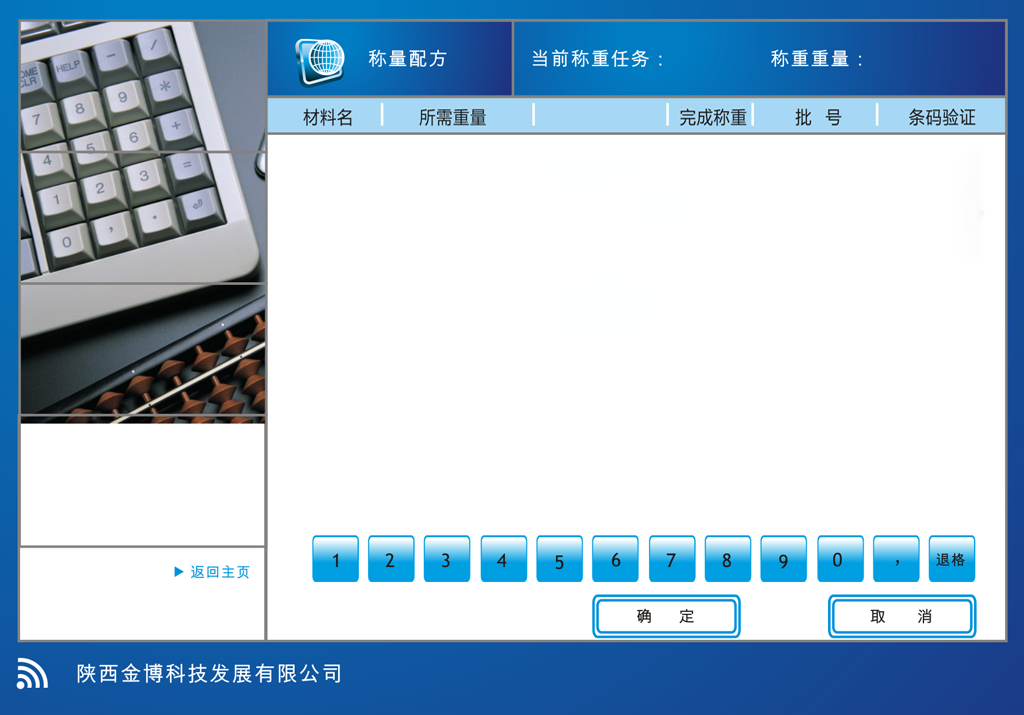 称量配方
当前称重任务：
称重重量：
材料名
所需重量
完成称重
批 号
条码验证
HOME CLR
HELP
−
/
7
8
9
*
4
5
6
+
1
2
3
=
0
,
.
返回主页
1 2 3 4 5 6 7 8 9 0 , 退格
确 定
取 消
陕西金博科技发展有限公司